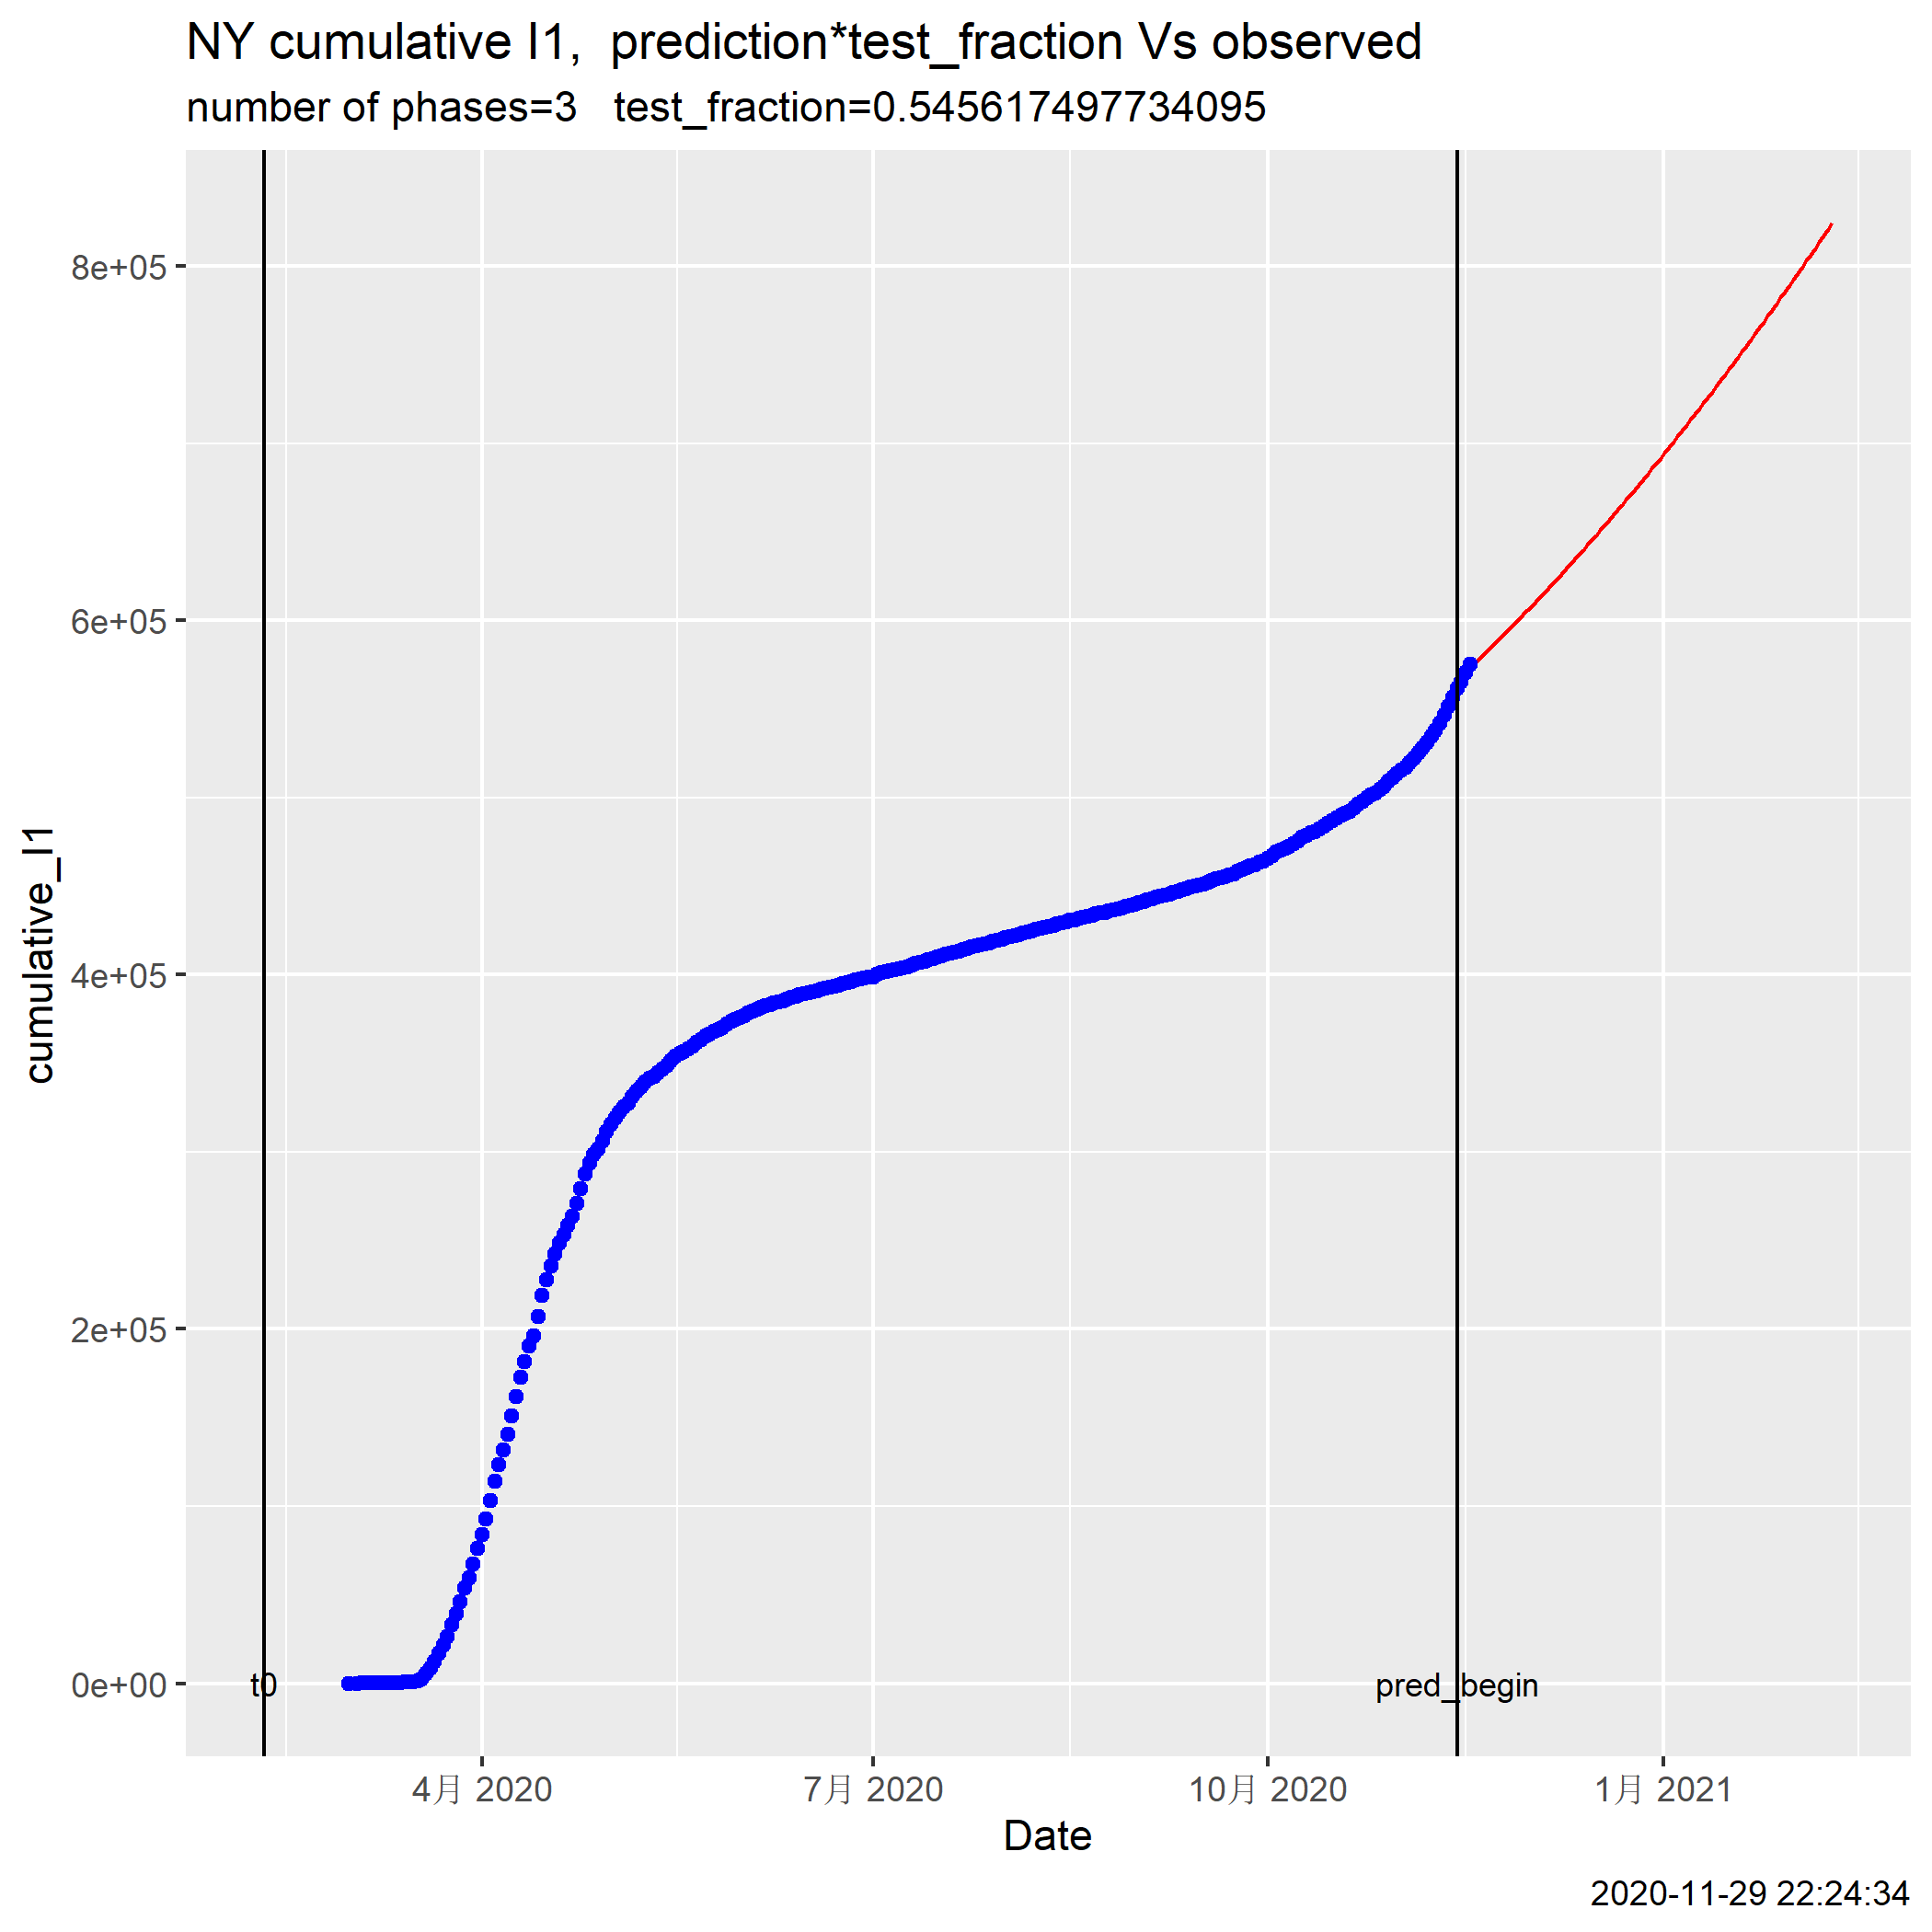 NY cumulative I1,  prediction*test_fraction Vs observed
number of phases=3   test_fraction=0.545617497734095
8e+05
6e+05
4e+05
2e+05
0e+00
cumulative_I1
t0
pred_begin
4月 2020
7月 2020
10月 2020
1月 2021
Date
2020-11-29 22:24:34